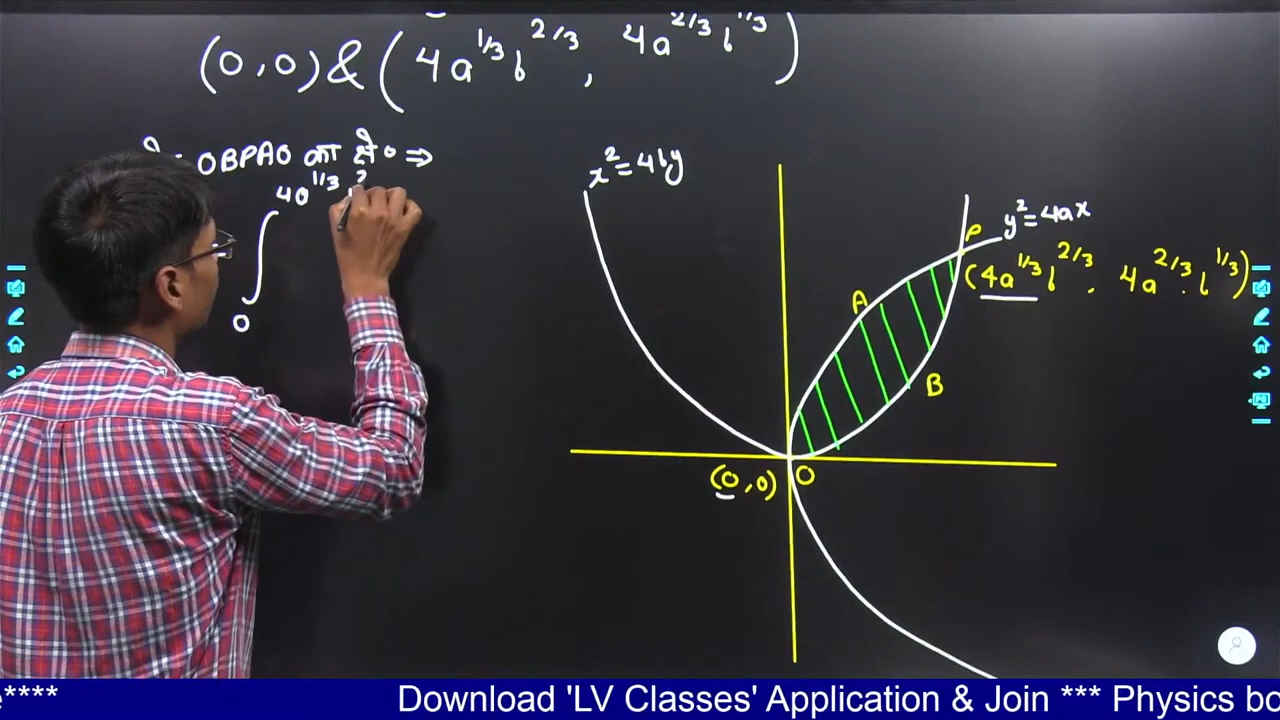 (0,0) & (4a^{1/3} b^{2/3}, 4a^{2/3} b^{1/3})
OBPAO का क्षे० ⇒
4a^{1/3}
∫
0
x²=4by
y²=4ax
P
(4a^{1/3} b^{2/3}, 4a^{2/3} b^{1/3})
A
B
(0,0) O
e**** Download 'LV Classes' Application & Join *** Physics bo